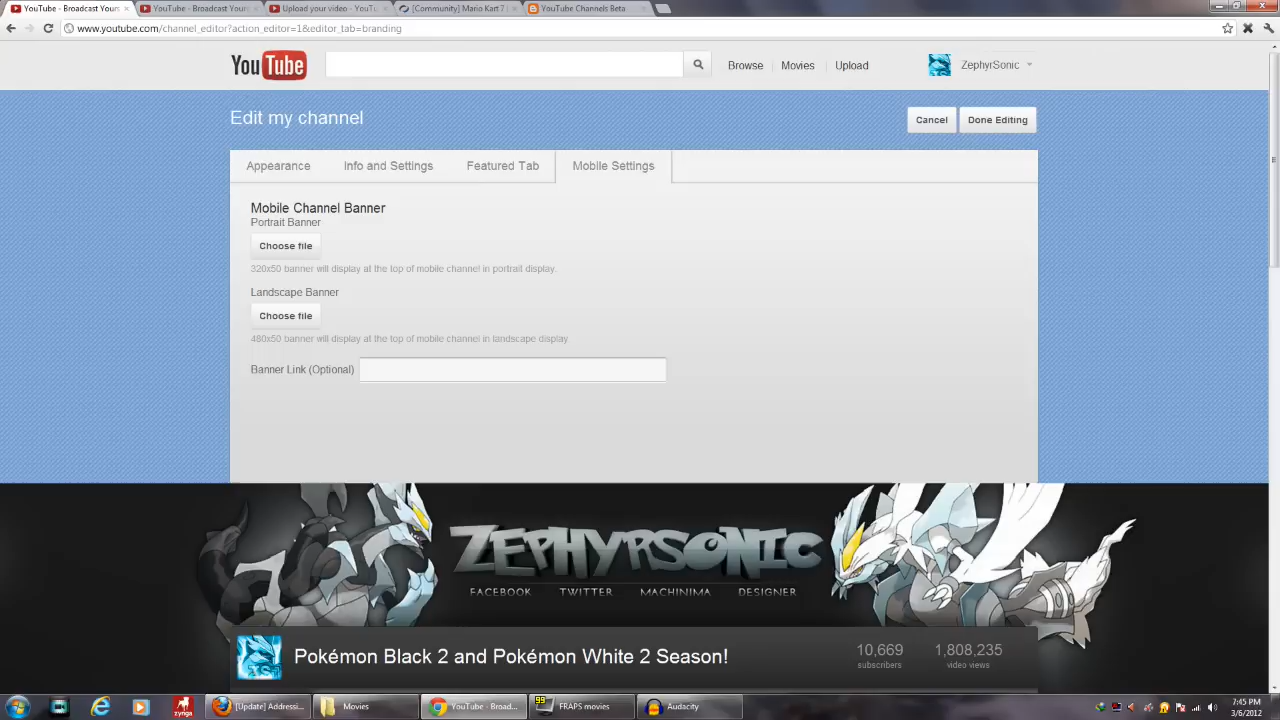 YouTube - Broadcast Yours
YouTube - Broadcast Yours
Upload your video - YouTu
[Community] Mario Kart 7 |
YouTube Channels Beta
www.youtube.com/channel_editor?action_editor=1&editor_tab=branding
YouTube
Browse
Movies
Upload
ZephyrSonic
Edit my channel
Cancel
Done Editing
Appearance
Info and Settings
Featured Tab
Mobile Settings
Mobile Channel Banner
Portrait Banner
Choose file
320x50 banner will display at the top of mobile channel in portrait display.
Landscape Banner
Choose file
480x50 banner will display at the top of mobile channel in landscape display.
Banner Link (Optional)
ZEPHYRSONIC
FACEBOOK TWITTER MACHINIMA DESIGNER
Pokémon Black 2 and Pokémon White 2 Season!
10,669
subscribers
1,808,235
video views
zynga
[Update] Addressi...
Movies
YouTube - Broad...
99
FRAPS movies
Audacity
7:45 PM
3/6/2012